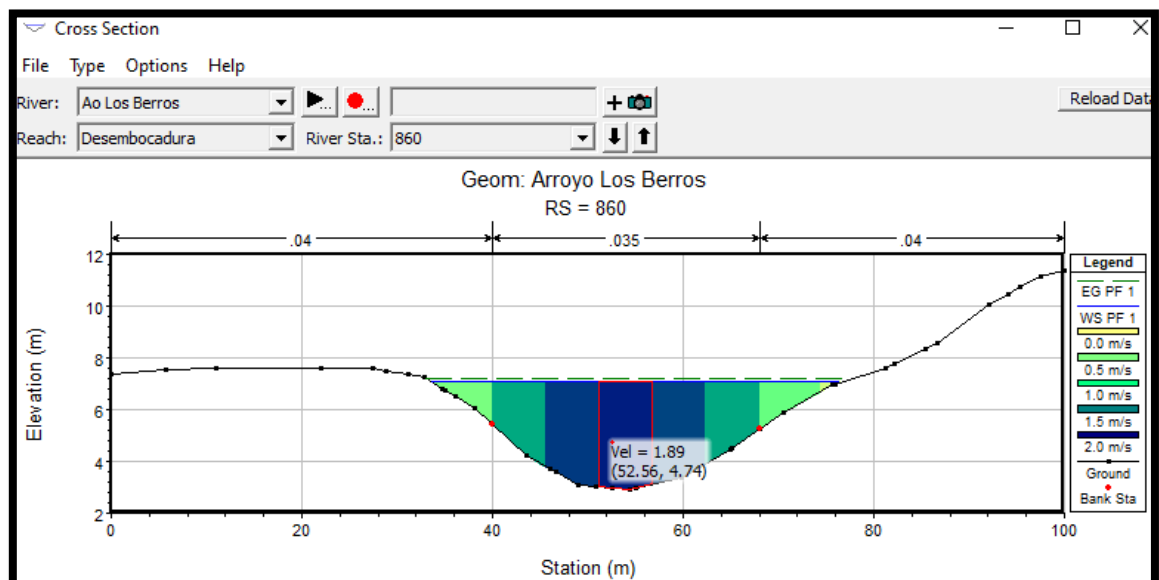 Cross Section
File Type Options Help
River: Ao Los Berros ... ... + Reload Data
Reach: Desembocadura River Sta.: 860
Geom: Arroyo Los Berros
RS = 860
.04 .035 .04
12
10
8
6
4
2
Elevation (m)
Vel = 1.89
(52.56, 4.74)
0 20 40 60 80 100
Station (m)
Legend
EG PF 1
WS PF 1
0.0 m/s
0.5 m/s
1.0 m/s
1.5 m/s
2.0 m/s
Ground
Bank Sta